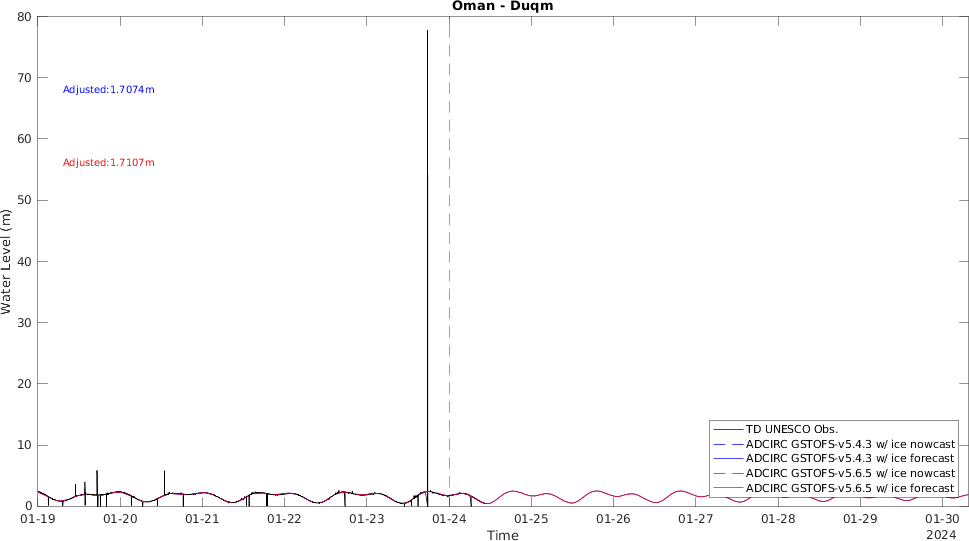 Oman - Duqm
80
70
60
50
40
30
20
10
0
Water Level (m)
Adjusted:1.7074m
Adjusted:1.7107m
TD UNESCO Obs.
ADCIRC GSTOFS-v5.4.3 w/ ice nowcast
ADCIRC GSTOFS-v5.4.3 w/ ice forecast
ADCIRC GSTOFS-v5.6.5 w/ ice nowcast
ADCIRC GSTOFS-v5.6.5 w/ ice forecast
01-19 01-20 01-21 01-22 01-23 01-24 01-25 01-26 01-27 01-28 01-29 01-30
2024
Time